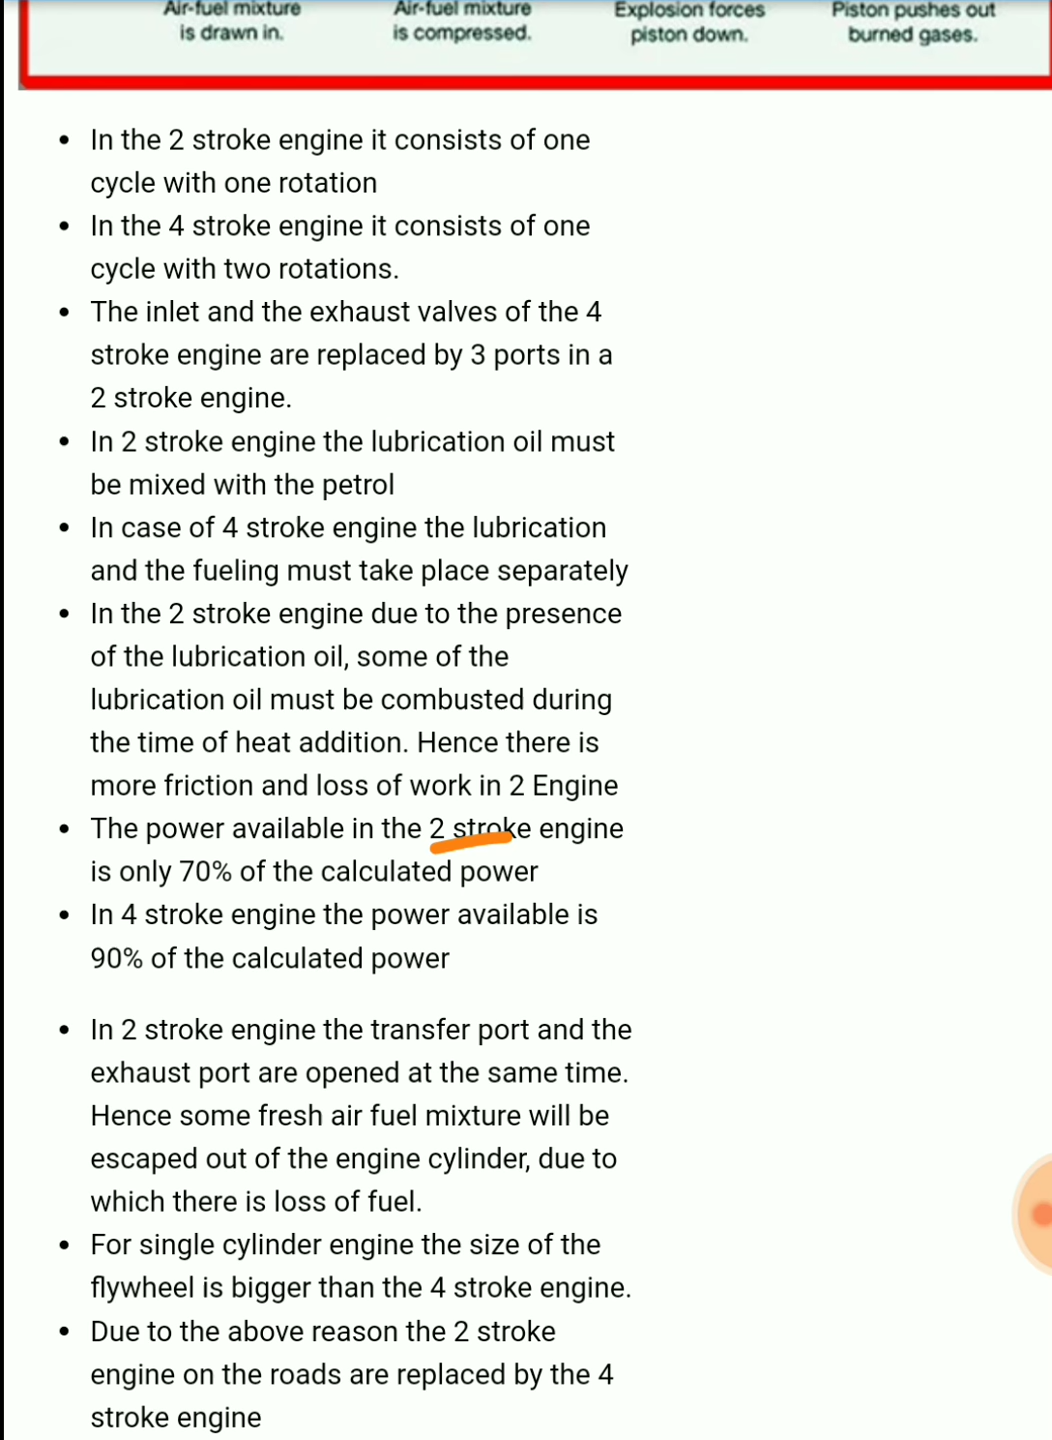 Air-fuel mixture is drawn in.
Air-fuel mixture is compressed.
Explosion forces piston down.
Piston pushes out burned gases.
• In the 2 stroke engine it consists of one
cycle with one rotation
• In the 4 stroke engine it consists of one
cycle with two rotations.
• The inlet and the exhaust valves of the 4
stroke engine are replaced by 3 ports in a
2 stroke engine.
• In 2 stroke engine the lubrication oil must
be mixed with the petrol
• In case of 4 stroke engine the lubrication
and the fueling must take place separately
• In the 2 stroke engine due to the presence
of the lubrication oil, some of the
lubrication oil must be combusted during
the time of heat addition. Hence there is
more friction and loss of work in 2 Engine
• The power available in the 2 stroke engine
is only 70% of the calculated power
• In 4 stroke engine the power available is
90% of the calculated power
• In 2 stroke engine the transfer port and the
exhaust port are opened at the same time.
Hence some fresh air fuel mixture will be
escaped out of the engine cylinder, due to
which there is loss of fuel.
• For single cylinder engine the size of the
flywheel is bigger than the 4 stroke engine.
• Due to the above reason the 2 stroke
engine on the roads are replaced by the 4
stroke engine